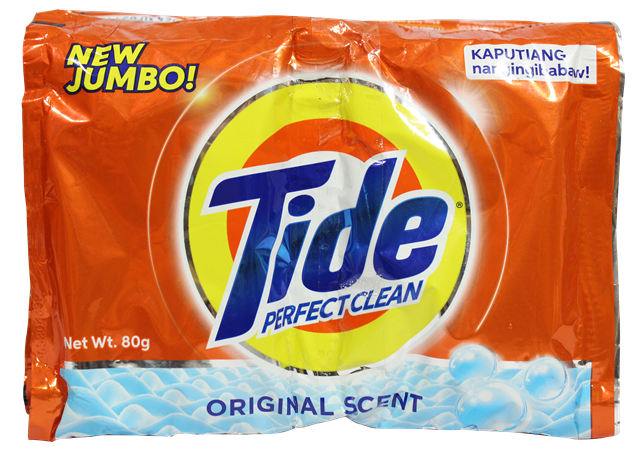 NEW
JUMBO!
KAPUTIANG
nangingibabaw!
Tide®
PERFECT CLEAN
Net Wt. 80g
ORIGINAL SCENT